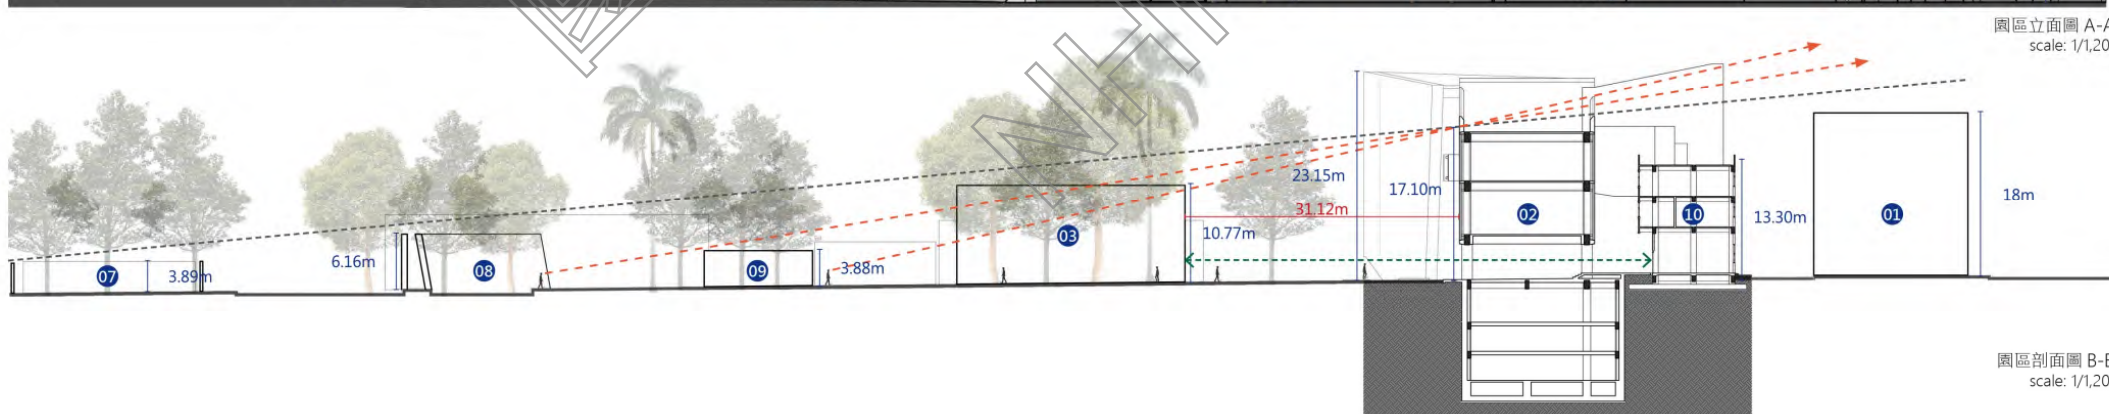 園區立面圖 A-A
scale: 1/1,20
23.15m
17.10m
31.12m
18m
02
10
13.30m
01
03
10.77m
6.16m
07
3.89m
08
09
3.88m
園區剖面圖 B-B
scale: 1/1,20